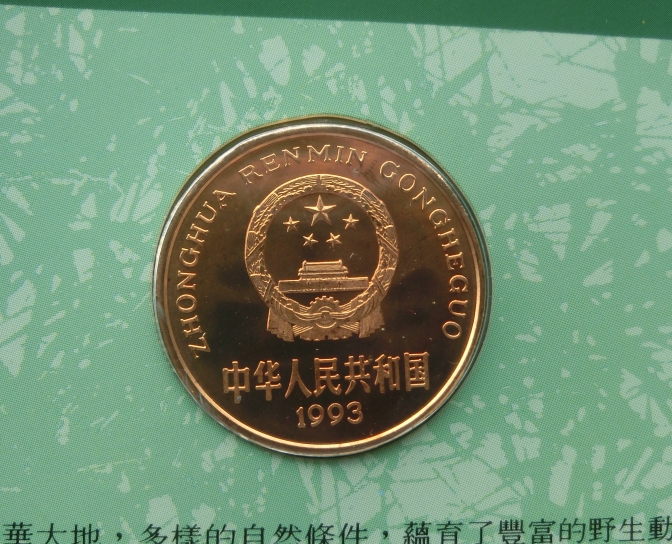 ZHONGHUA RENMIN GONGHEGUO
中华人民共和国
1993
華大地，多樣的自然條件，蘊育了豐富的野生動